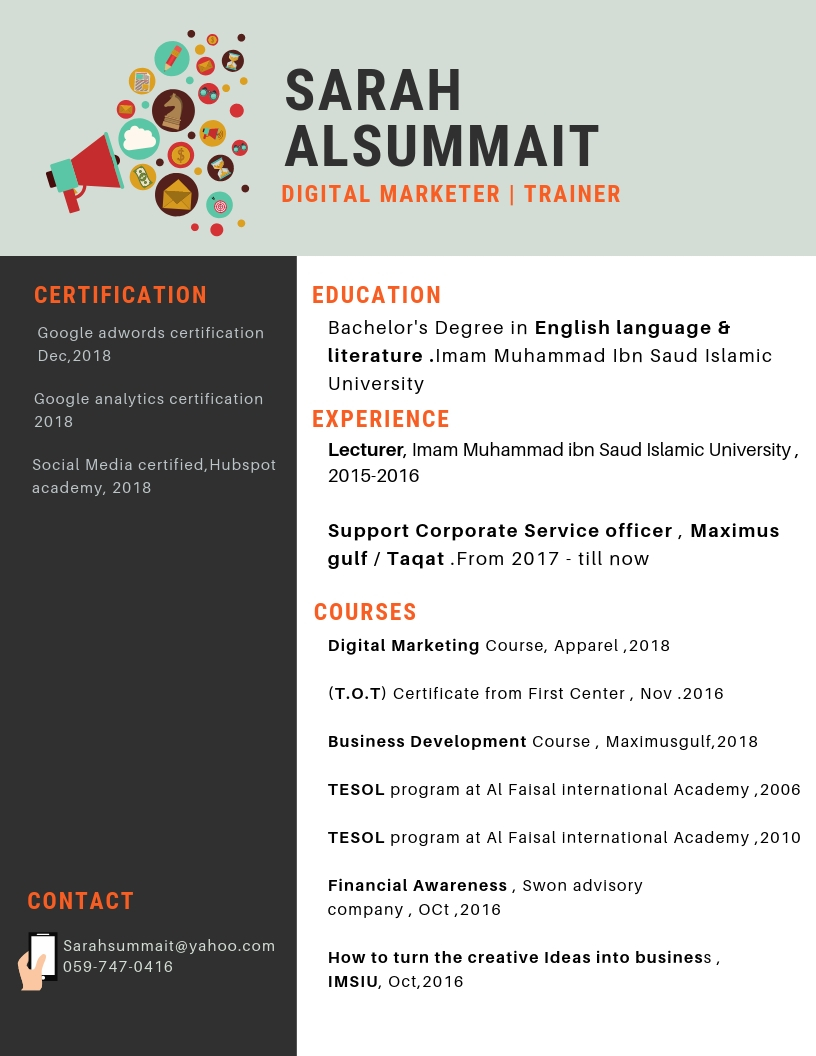 SARAH
ALSUMMAIT
DIGITAL MARKETER | TRAINER
CERTIFICATION
Google adwords certification
Dec,2018
Google analytics certification
2018
Social Media certified,Hubspot
academy, 2018
CONTACT
Sarahsummait@yahoo.com
059-747-0416
EDUCATION
Bachelor's Degree in English language &
literature .Imam Muhammad Ibn Saud Islamic
University
EXPERIENCE
Lecturer, Imam Muhammad ibn Saud Islamic University ,
2015-2016
Support Corporate Service officer , Maximus
gulf / Taqat .From 2017 - till now
COURSES
Digital Marketing Course, Apparel ,2018
(T.O.T) Certificate from First Center , Nov .2016
Business Development Course , Maximusgulf,2018
TESOL program at Al Faisal international Academy ,2006
TESOL program at Al Faisal international Academy ,2010
Financial Awareness , Swon advisory
company , OCt ,2016
How to turn the creative Ideas into business ,
IMSIU, Oct,2016